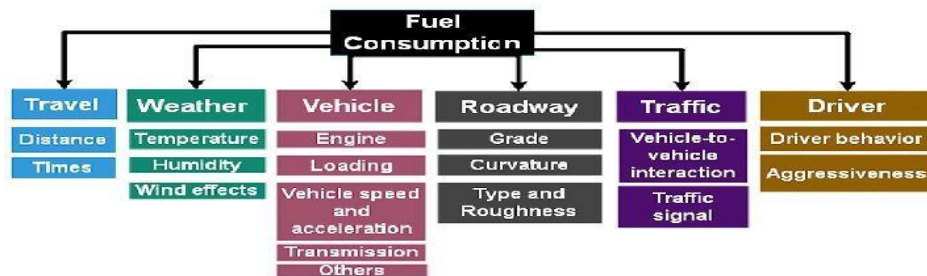 Fuel
Consumption
Travel
Distance
Times
Weather
Temperature
Humidity
Wind effects
Vehicle
Engine
Loading
Vehicle speed
and
acceleration
Transmission
Others
Roadway
Grade
Curvature
Type and
Roughness
Traffic
Vehicle-to-
vehicle
interaction
Traffic
signal
Driver
Driver behavior
Aggressiveness